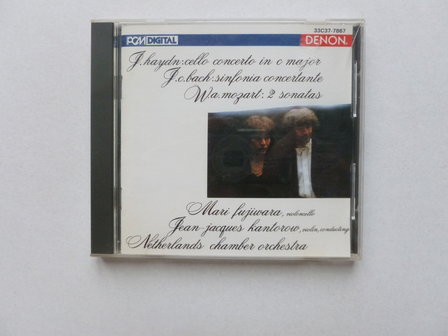 33C37-7867
PCM DIGITAL DENON
J.haydn:cello concerto in c major
J.c.bach:sinfonia concertante
W.a.mozart: 2 sonatas
Mari fujiwara, violoncello
Jean-jacques kantorow, violin, conducting
Netherlands chamber orchestra